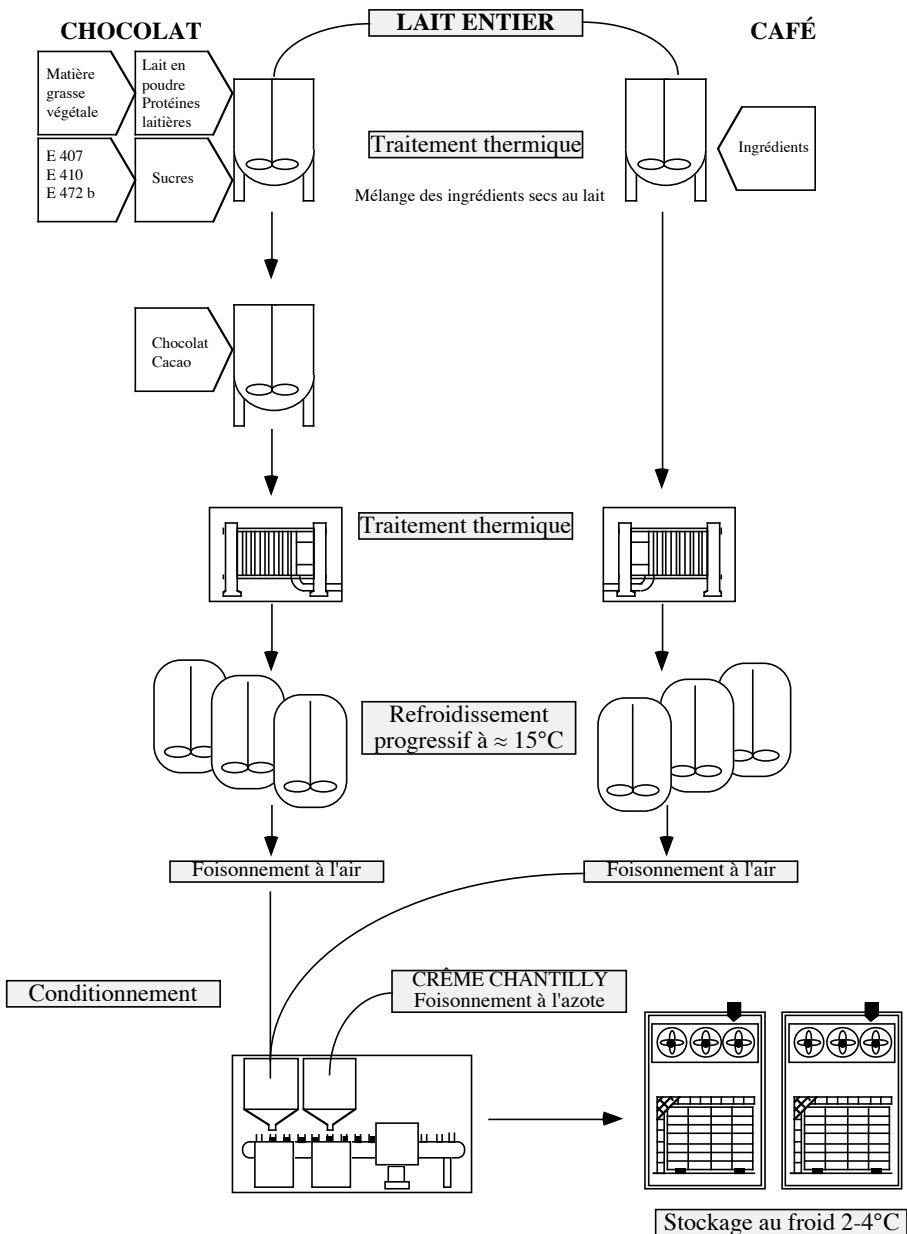 LAIT ENTIER
CHOCOLAT
CAFÉ
Matière
grasse
végétale
Lait en
poudre
Protéines
laitières
E 407
E 410
E 472 b
Sucres
Traitement thermique
Mélange des ingrédients secs au lait
Ingrédients
Chocolat
Cacao
Traitement thermique
Refroidissement
progressif à ≈ 15°C
Foisonnement à l'air
Foisonnement à l'air
Conditionnement
CRÊME CHANTILLY
Foisonnement à l'azote
Stockage au froid 2-4°C